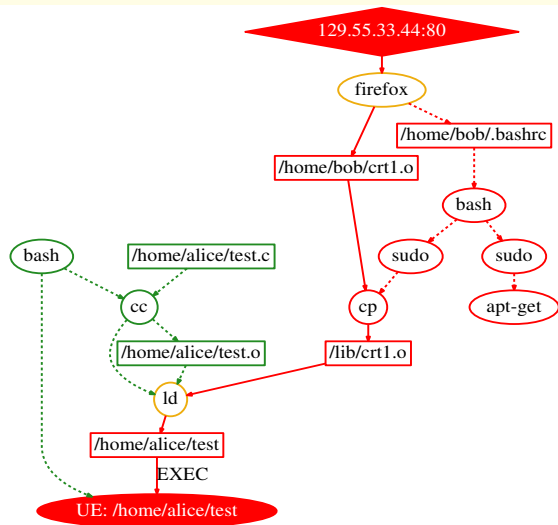 129.55.33.44:80
firefox
/home/bob/.bashrc
/home/bob/crt1.o
bash
bash
/home/alice/test.c
sudo
sudo
cc
cp
apt-get
/home/alice/test.o
/lib/crt1.o
ld
/home/alice/test
EXEC
UE: /home/alice/test